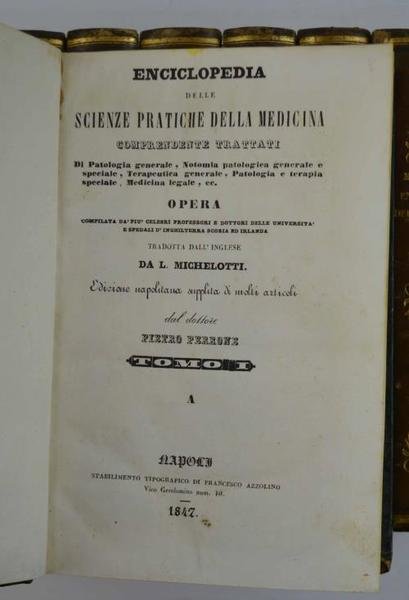 ENCICLOPEDIA
DELLE
SCIENZE PRATICHE DELLA MEDICINA
COMPRENDENTE TRATTATI
Di Patologia generale, Notomia patologica generale e
speciale, Terapeutica generale, Patologia e terapia
speciale, Medicina legale, ec.
OPERA
COMPILATA DA' PIU' CELEBRI PROFESSORI E DOTTORI DELLE UNIVERSITA'
E SPEDALI D'INGHILTERRA SCOZIA ED IRLANDA
TRADOTTA DALL'INGLESE
DA L. MICHELOTTI.
Edizione napolitana supplita di molti articoli
dal dottore
PIETRO PERRONE
TOMO I
A
NAPOLI
STABILIMENTO TIPOGRAFICO DI FRANCESCO AZZOLINO
Vico Gerolomini num. 10.
1847.